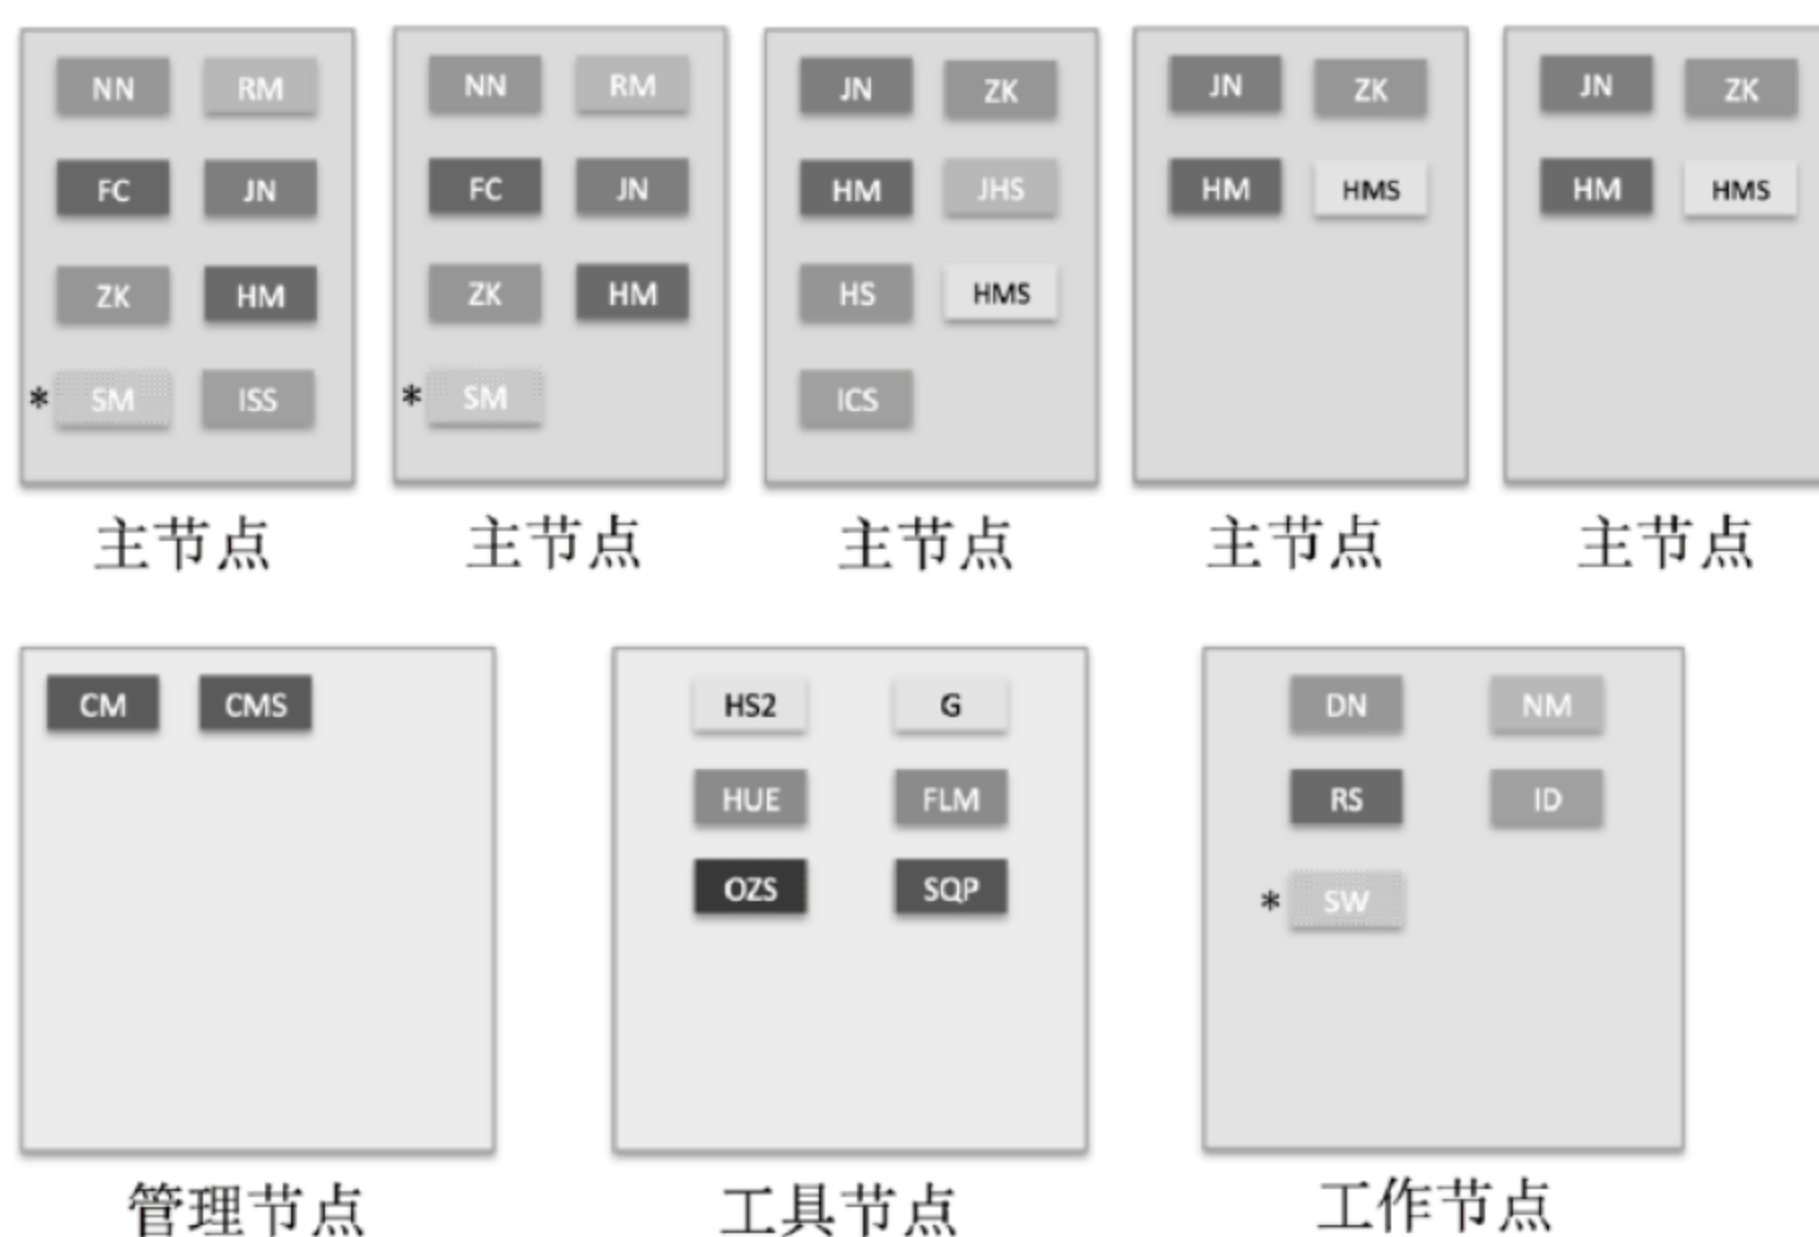 NN RM
FC JN
ZK HM
* SM ISS
主节点
NN RM
FC JN
ZK HM
* SM
主节点
JN ZK
HM JHS
HS HMS
ICS
主节点
JN ZK
HM HMS
主节点
JN ZK
HM HMS
主节点
CM CMS
管理节点
HS2 G
HUE FLM
OZS SQP
工具节点
DN NM
RS ID
* SW
工作节点